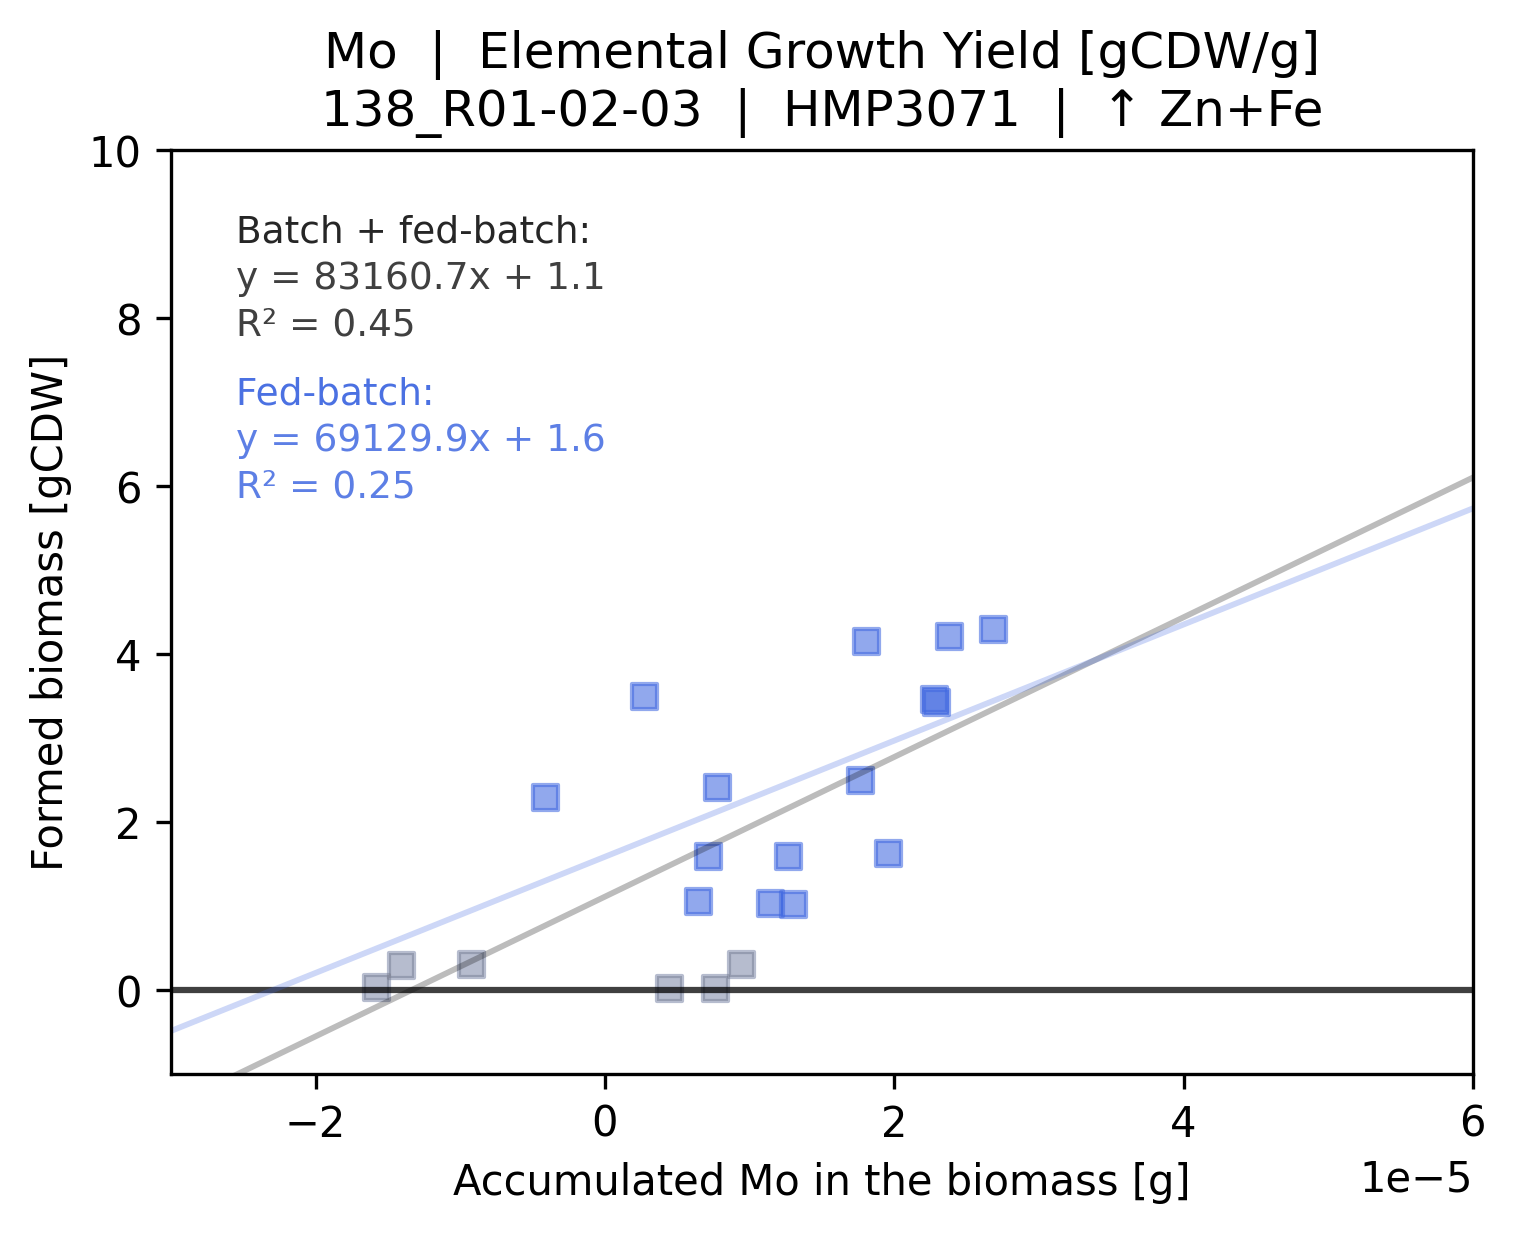 Mo | Elemental Growth Yield [gCDW/g]
138_R01-02-03 | HMP3071 | ↑ Zn+Fe
10
8
6
4
2
0
Formed biomass [gCDW]
Batch + fed-batch:
y = 83160.7x + 1.1
R² = 0.45
Fed-batch:
y = 69129.9x + 1.6
R² = 0.25
−2 0 2 4 6
Accumulated Mo in the biomass [g]
1e−5